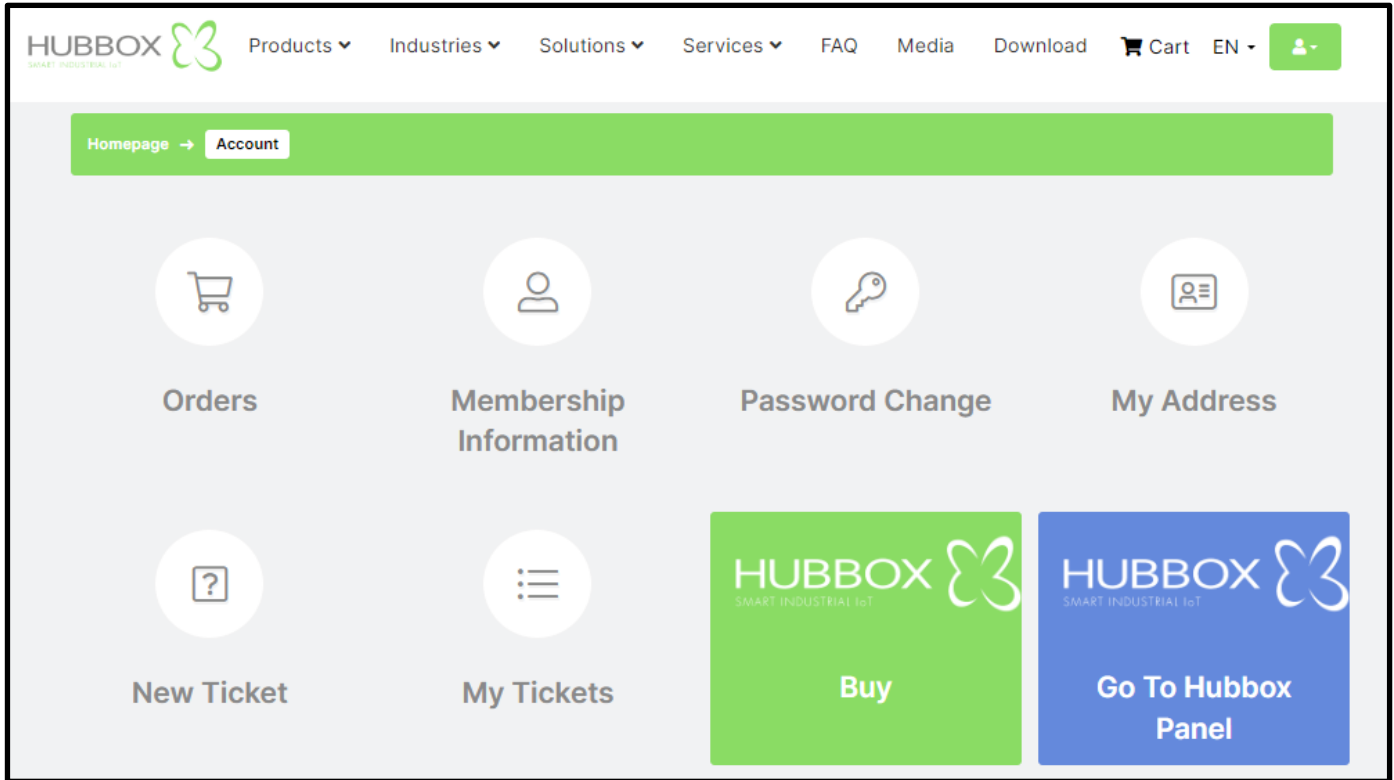 HUBBOX
SMART INDUSTRIAL IoT
Products Industries Solutions Services FAQ Media Download Cart EN
Homepage → Account
Orders
Membership
Information
Password Change
My Address
New Ticket
My Tickets
HUBBOX
SMART INDUSTRIAL IoT
Buy
HUBBOX
SMART INDUSTRIAL IoT
Go To Hubbox
Panel